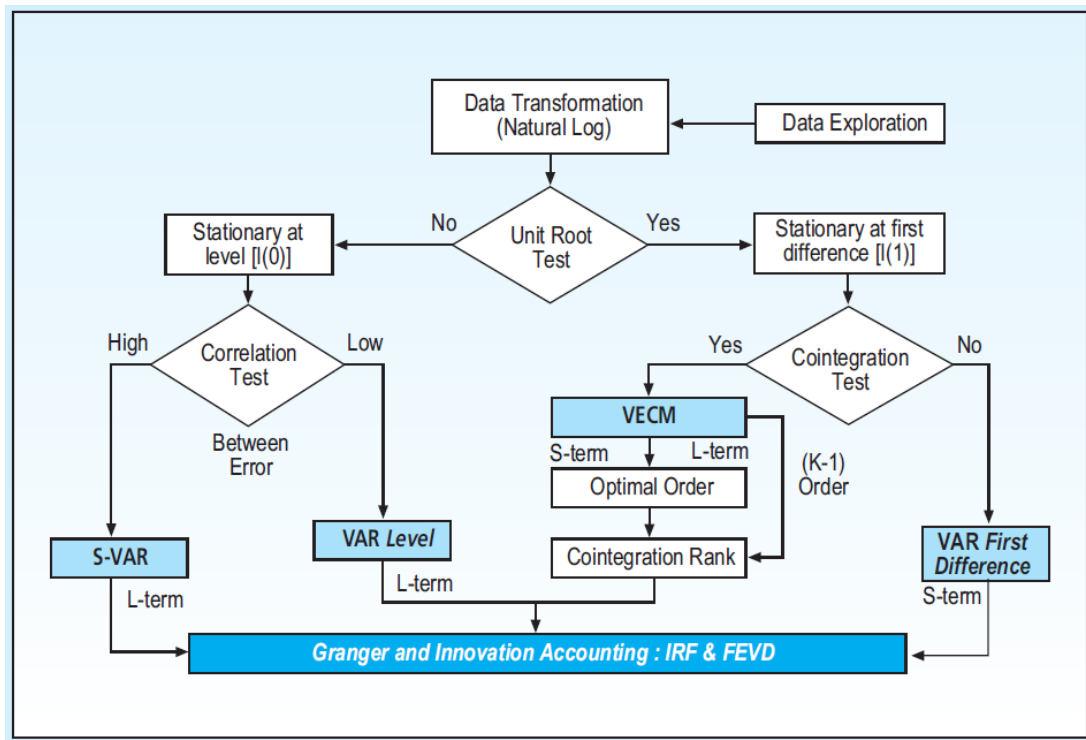 Data Transformation
(Natural Log)
Data Exploration
No
Unit Root
Test
Yes
Stationary at
level [I(0)]
Stationary at first
difference [I(1)]
High
Correlation
Test
Low
Between
Error
Yes
Cointegration
Test
No
VECM
S-term
L-term
(K-1)
Order
Optimal Order
Cointegration Rank
S-VAR
L-term
VAR Level
L-term
VAR First
Difference
S-term
Granger and Innovation Accounting : IRF & FEVD